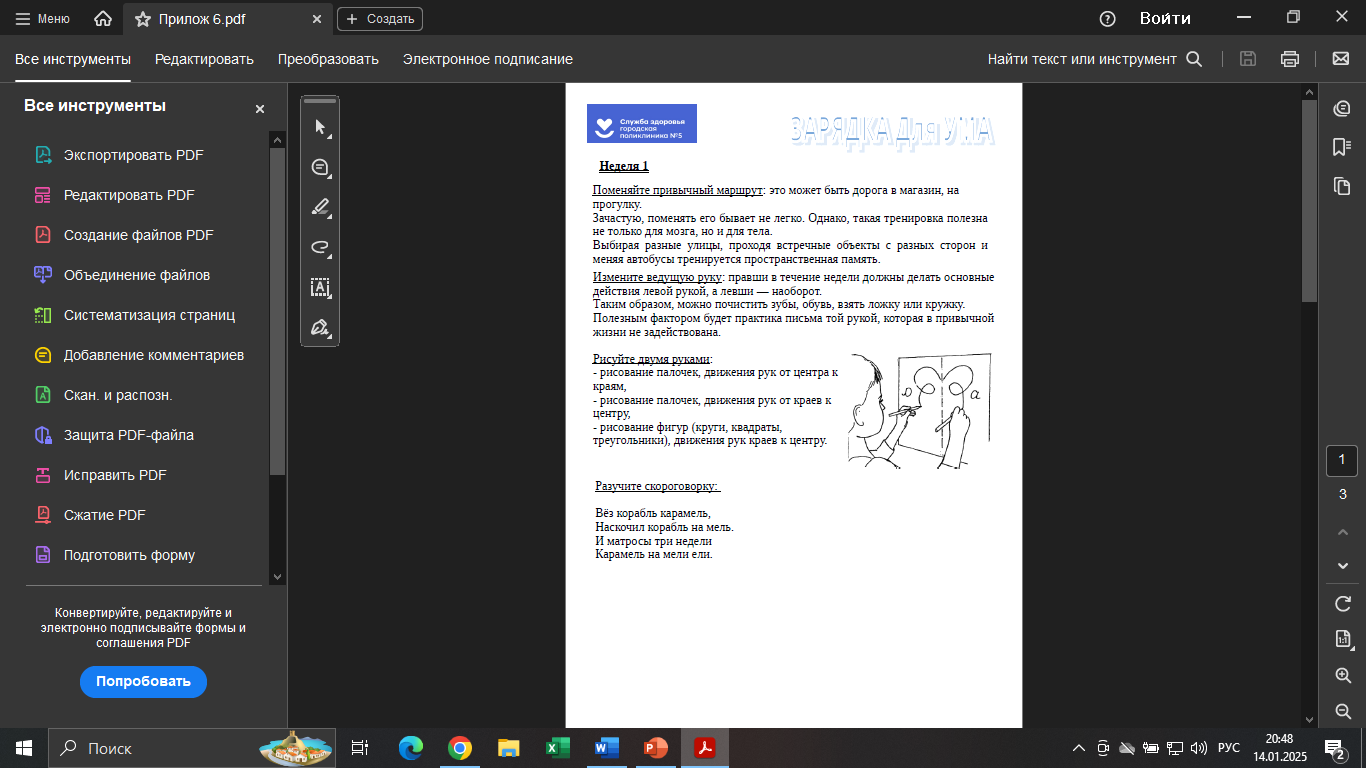 Меню
Прилож 6.pdf
Создать
Войти
Все инструменты
Редактировать
Преобразовать
Электронное подписание
Найти текст или инструмент
Все инструменты
Экспортировать PDF
Редактировать PDF
Создание файлов PDF
Объединение файлов
Систематизация страниц
Добавление комментариев
Скан. и распозн.
Защита PDF-файла
Исправить PDF
Сжатие PDF
Подготовить форму
Конвертируйте, редактируйте и
электронно подписывайте формы и
соглашения PDF
Попробовать
Служба здоровья
городская
поликлиника №5
ЗАРЯДКА Для УМА
Неделя 1
Поменяйте привычный маршрут: это может быть дорога в магазин, на
прогулку.
Зачастую, поменять его бывает не легко. Однако, такая тренировка полезна
не только для мозга, но и для тела.
Выбирая разные улицы, проходя встречные объекты с разных сторон и
меняя автобусы тренируется пространственная память.
Измените ведущую руку: правши в течение недели должны делать основные
действия левой рукой, а левши — наоборот.
Таким образом, можно почистить зубы, обувь, взять ложку или кружку.
Полезным фактором будет практика письма той рукой, которая в привычной
жизни не задействована.
Рисуйте двумя руками:
- рисование палочек, движения рук от центра к
краям,
- рисование палочек, движения рук от краев к
центру,
- рисование фигур (круги, квадраты,
треугольники), движения рук краев к центру.
Разучите скороговорку:
Вёз корабль карамель,
Наскочил корабль на мель.
И матросы три недели
Карамель на мели ели.
1
3
1:1
Поиск
РУС
20:48
14.01.2025
2